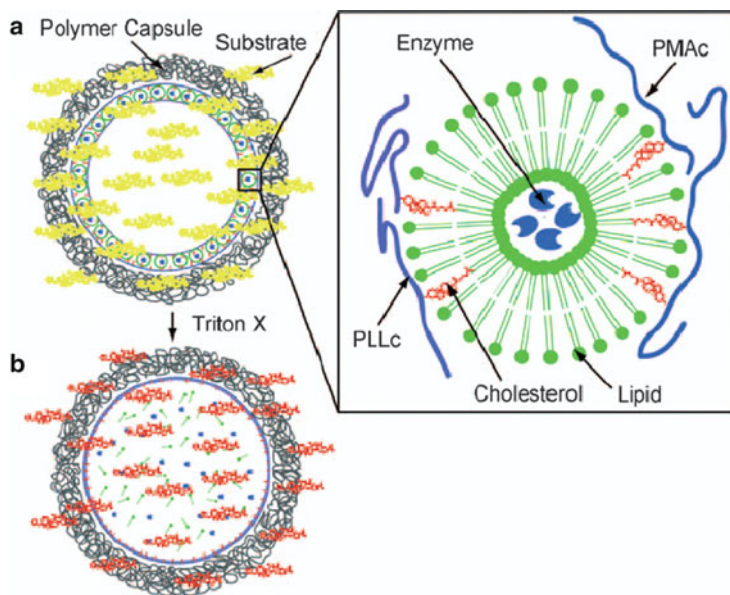 a
Polymer Capsule
Substrate
Enzyme
PMAc
PLLc
Cholesterol
Lipid
Triton X
b